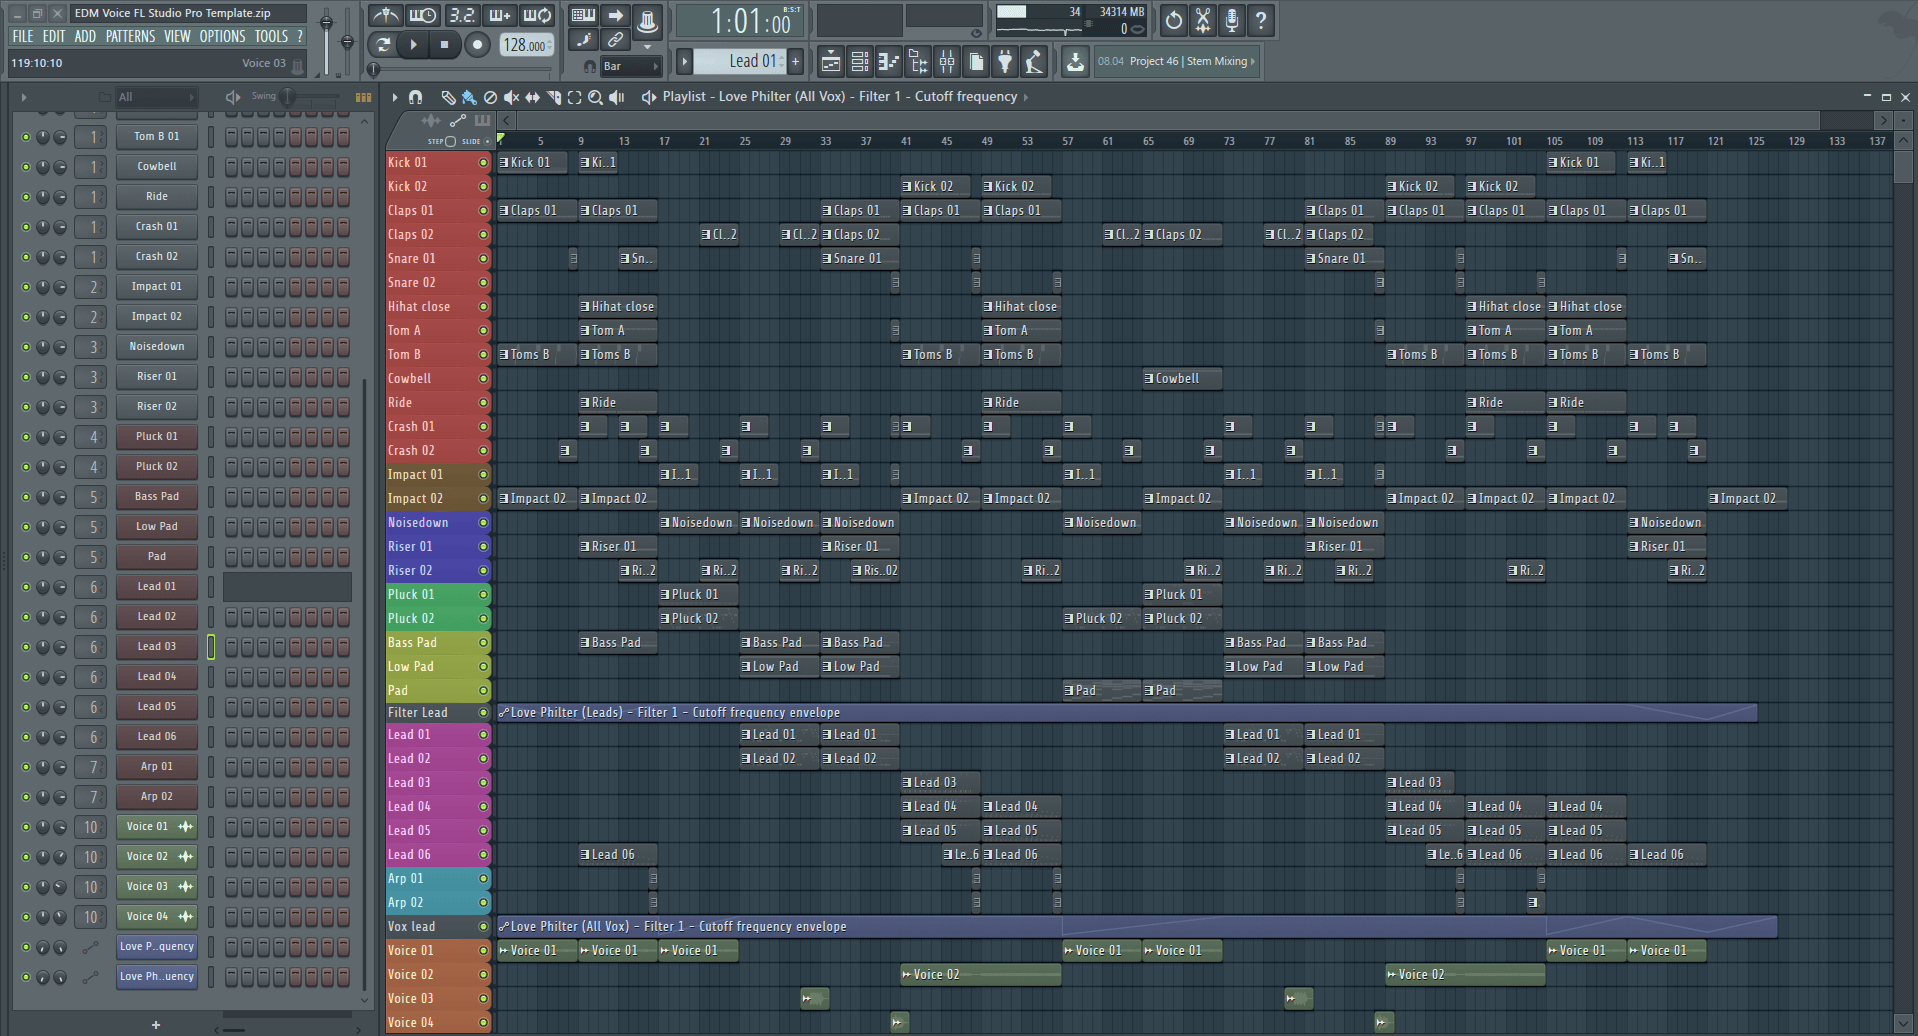 EDM Voice FL Studio Pro Template.zip
FILE EDIT ADD PATTERNS VIEW OPTIONS TOOLS ?
119:10:10 Voice 03
3.2.
128.000
Bar
1:01:00
B:S:T
Lead 01
+
34 34314 MB
0
?
08.04 Project 46 | Stem Mixing
All
Swing
Playlist - Love Philter (All Vox) - Filter 1 - Cutoff frequency
STEP SLIDE
1 5 9 13 17 21 25 29 33 37 41 45 49 53 57 61 65 69 73 77 81 85 89 93 97 101 105 109 113 117 121 125 129 133 137
1 Tom B 01
1 Cowbell
1 Ride
1 Crash 01
1 Crash 02
2 Impact 01
2 Impact 02
3 Noisedown
3 Riser 01
3 Riser 02
4 Pluck 01
4 Pluck 02
5 Bass Pad
5 Low Pad
5 Pad
6 Lead 01
6 Lead 02
6 Lead 03
6 Lead 04
6 Lead 05
6 Lead 06
7 Arp 01
7 Arp 02
10 Voice 01
10 Voice 02
10 Voice 03
10 Voice 04
Love P..quency
Love Ph..uency
+
Kick 01 Kick 01 Ki..1 Kick 01 Ki..1
Kick 02 Kick 02 Kick 02 Kick 02 Kick 02
Claps 01 Claps 01 Claps 01 Claps 01 Claps 01 Claps 01 Claps 01 Claps 01 Claps 01 Claps 01 Claps 01
Claps 02 Cl..2 Cl..2 Claps 02 Cl..2 Claps 02 Cl..2 Claps 02
Snare 01 Sn.. Snare 01 Snare 01 Sn..
Snare 02
Hihat close Hihat close Hihat close Hihat close Hihat close
Tom A Tom A Tom A Tom A Tom A
Tom B Toms B Toms B Toms B Toms B Toms B Toms B Toms B Toms B
Cowbell Cowbell
Ride Ride Ride Ride Ride
Crash 01
Crash 02
Impact 01 I..1 I..1 I..1 I..1 I..1 I..1
Impact 02 Impact 02 Impact 02 Impact 02 Impact 02 Impact 02 Impact 02 Impact 02 Impact 02 Impact 02
Noisedown Noisedown Noisedown Noisedown Noisedown Noisedown Noisedown Noisedown
Riser 01 Riser 01 Riser 01 Riser 01 Riser 01
Riser 02 Ri..2 Ri..2 Ri..2 Ris..02 Ri..2 Ri..2 Ri..2 Ri..2 Ri..2 Ri..2
Pluck 01 Pluck 01 Pluck 01
Pluck 02 Pluck 02 Pluck 02 Pluck 02
Bass Pad Bass Pad Bass Pad Bass Pad Bass Pad Bass Pad
Low Pad Low Pad Low Pad Low Pad Low Pad
Pad Pad Pad
Filter Lead Love Philter (Leads) - Filter 1 - Cutoff frequency envelope
Lead 01 Lead 01 Lead 01 Lead 01 Lead 01
Lead 02 Lead 02 Lead 02 Lead 02 Lead 02
Lead 03 Lead 03 Lead 03
Lead 04 Lead 04 Lead 04 Lead 04 Lead 04 Lead 04
Lead 05 Lead 05 Lead 05 Lead 05 Lead 05 Lead 05
Lead 06 Lead 06 Le..6 Lead 06 Le..6 Lead 06 Lead 06 Lead 06
Arp 01
Arp 02
Vox lead Love Philter (All Vox) - Filter 1 - Cutoff frequency envelope
Voice 01 Voice 01 Voice 01 Voice 01 Voice 01 Voice 01 Voice 01 Voice 01
Voice 02 Voice 02 Voice 02
Voice 03
Voice 04